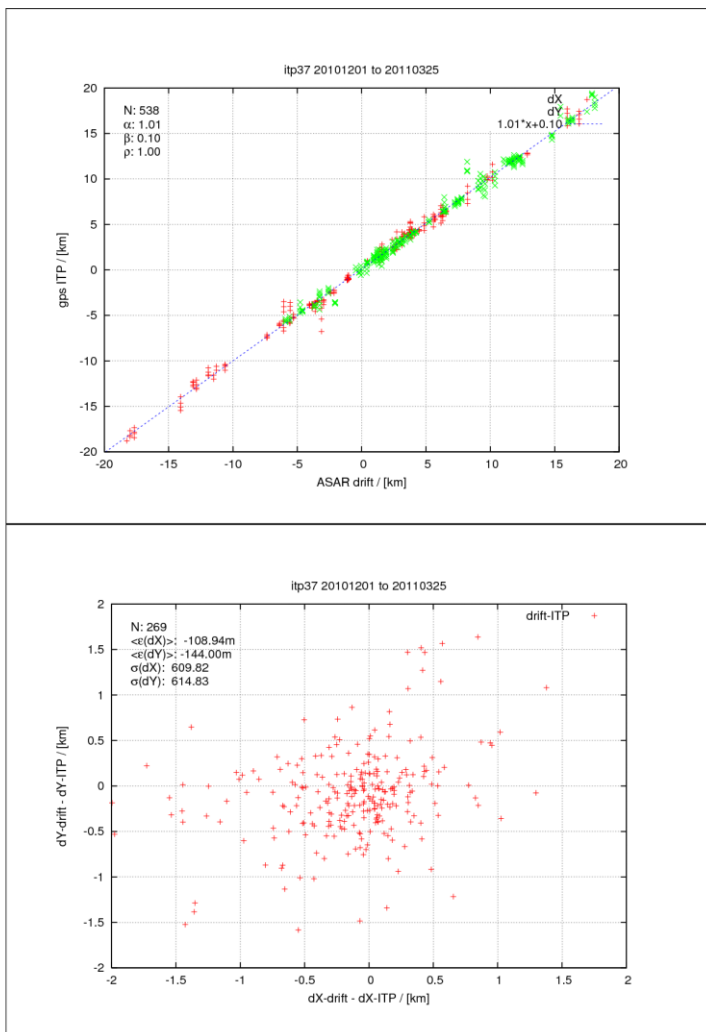 itp37 20101201 to 20110325
20
15
10
5
0
-5
-10
-15
-20
-20
-15
-10
-5
0
5
10
15
20
gps ITP / [km]
ASAR drift / [km]
N: 538
α: 1.01
β: 0.10
ρ: 1.00
dX
dY
1.01*x+0.10
itp37 20101201 to 20110325
2
1.5
1
0.5
0
-0.5
-1
-1.5
-2
-2
-1.5
-1
-0.5
0
0.5
1
1.5
2
dY-drift - dY-ITP / [km]
dX-drift - dX-ITP / [km]
N: 269
<ε(dX)>: -108.94m
<ε(dY)>: -144.00m
σ(dX): 609.82
σ(dY): 614.83
drift-ITP